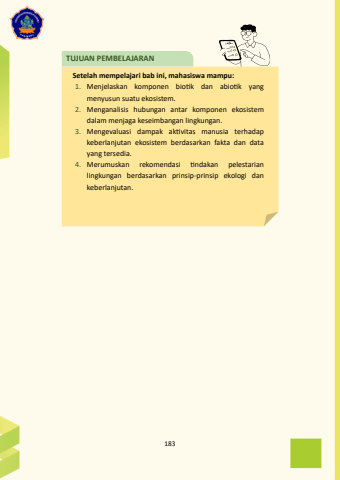 TUJUAN PEMBELAJARAN
Setelah mempelajari bab ini, mahasiswa mampu:
1. Menjelaskan komponen biotik dan abiotik yang
menyusun suatu ekosistem.
2. Menganalisis hubungan antar komponen ekosistem
dalam menjaga keseimbangan lingkungan.
3. Mengevaluasi dampak aktivitas manusia terhadap
keberlanjutan ekosistem berdasarkan fakta dan data
yang tersedia.
4. Merumuskan rekomendasi tindakan pelestarian
lingkungan berdasarkan prinsip-prinsip ekologi dan
keberlanjutan.
183